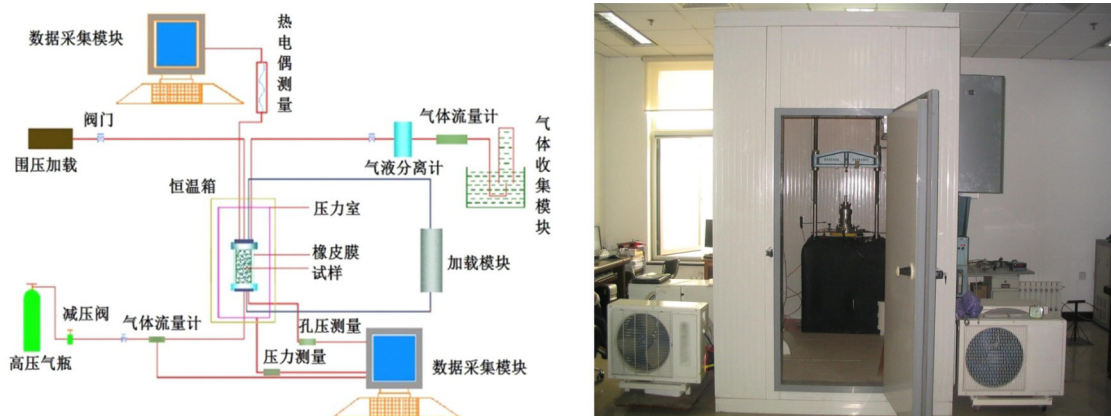 数据采集模块
热电偶测量
阀门
围压加载
气体流量计
气液分离计
气体收集模块
恒温箱
压力室
橡皮膜
试样
加载模块
减压阀
气体流量计
高压气瓶
孔压测量
压力测量
数据采集模块